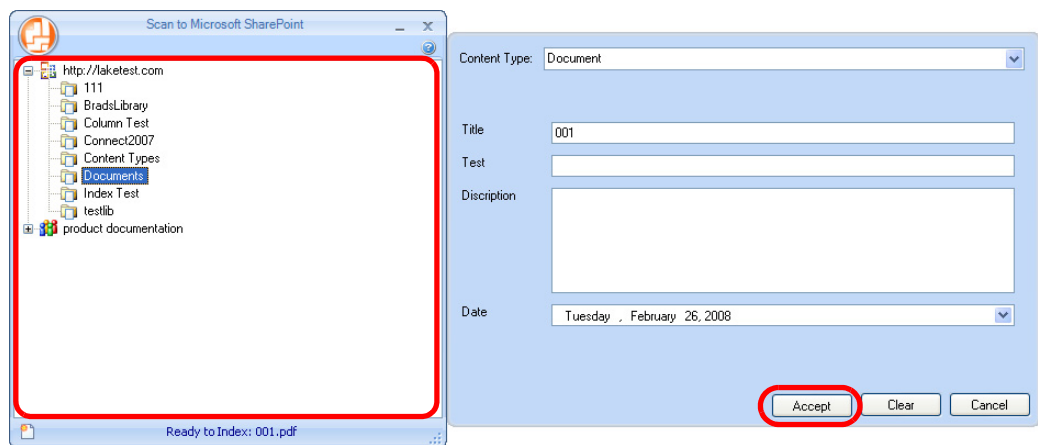 Scan to Microsoft SharePoint
http://laketest.com
111
BradsLibrary
Column Test
Connect2007
Content Types
Documents
Index Test
testlib
product documentation
Ready to Index: 001.pdf
Content Type: Document
Title 001
Test
Discription
Date Tuesday , February 26, 2008
Accept Clear Cancel